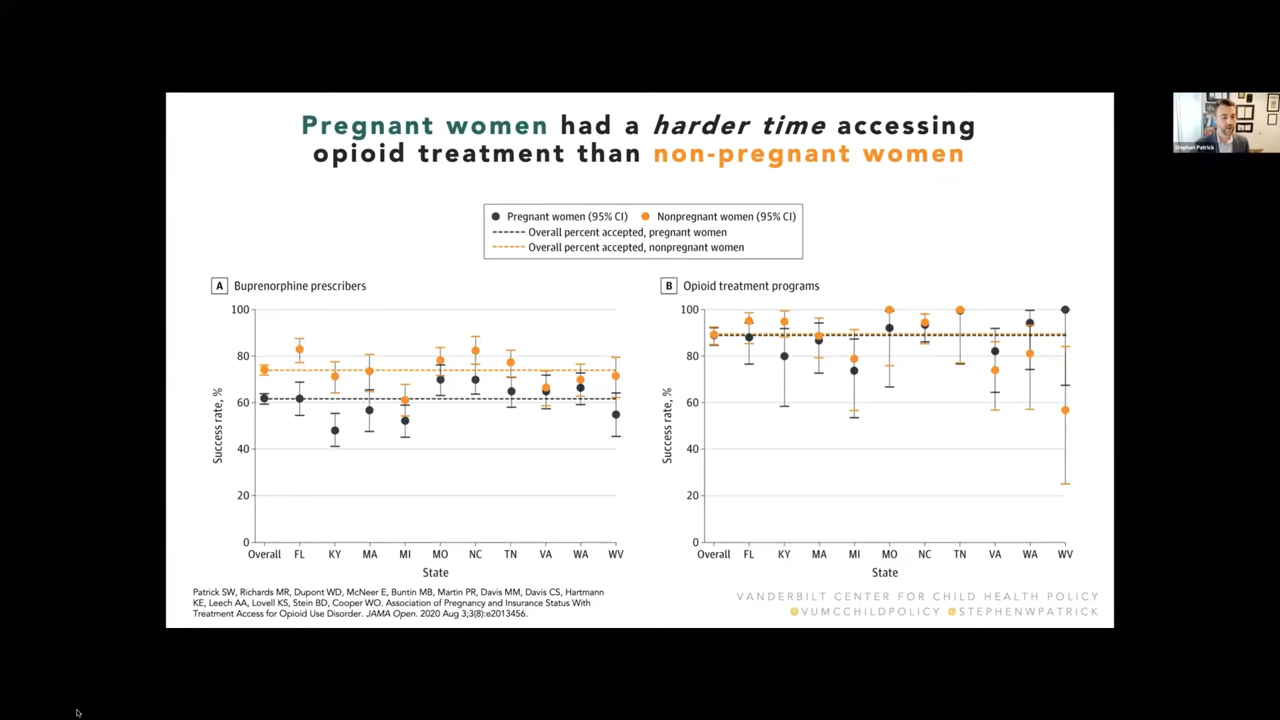 Pregnant women had a harder time accessing
opioid treatment than non-pregnant women
Stephen Patrick
Pregnant women (95% CI) Nonpregnant women (95% CI)
Overall percent accepted, pregnant women
Overall percent accepted, nonpregnant women
A Buprenorphine prescribers
100
80
60
40
20
0
Success rate, %
Overall FL KY MA MI MO NC TN VA WA WV
State
B Opioid treatment programs
100
80
60
40
20
0
Success rate, %
Overall FL KY MA MI MO NC TN VA WA WV
State
Patrick SW, Richards MR, Dupont WD, McNeer E, Buntin MB, Martin PR, Davis MM, Davis CS, Hartmann
KE, Leech AA, Lovell KS, Stein BD, Cooper WO. Association of Pregnancy and Insurance Status With
Treatment Access for Opioid Use Disorder. JAMA Open. 2020 Aug 3;3(8):e2013456.
VANDERBILT CENTER FOR CHILD HEALTH POLICY
@VUMCCHILDPOLICY @STEPHENWPATRICK